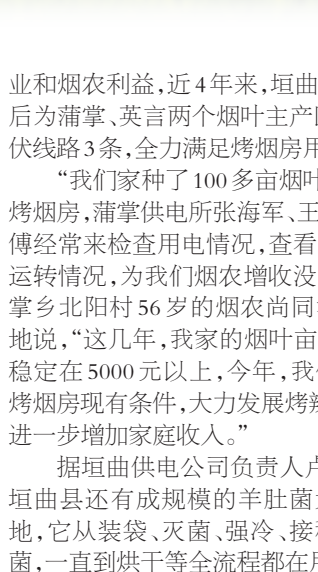 业和烟农利益,近4年来,垣曲
后为蒲掌、英言两个烟叶主产
伏线路3条,全力满足烤烟房用
“我们家种了100多亩烟叶
烤烟房,蒲掌供电所张海军、王
傅经常来检查用电情况,查看
运转情况,为我们烟农增收没
掌乡北阳村56岁的烟农尚同
地说,“这几年,我家的烟叶亩
稳定在5000元以上,今年,我
烤烟房现有条件,大力发展烤辣
进一步增加家庭收入。”
据垣曲供电公司负责人卢
垣曲县还有成规模的羊肚菌
地,它从装袋、灭菌、强冷、接
菌,一直到烘干等全流程都在用